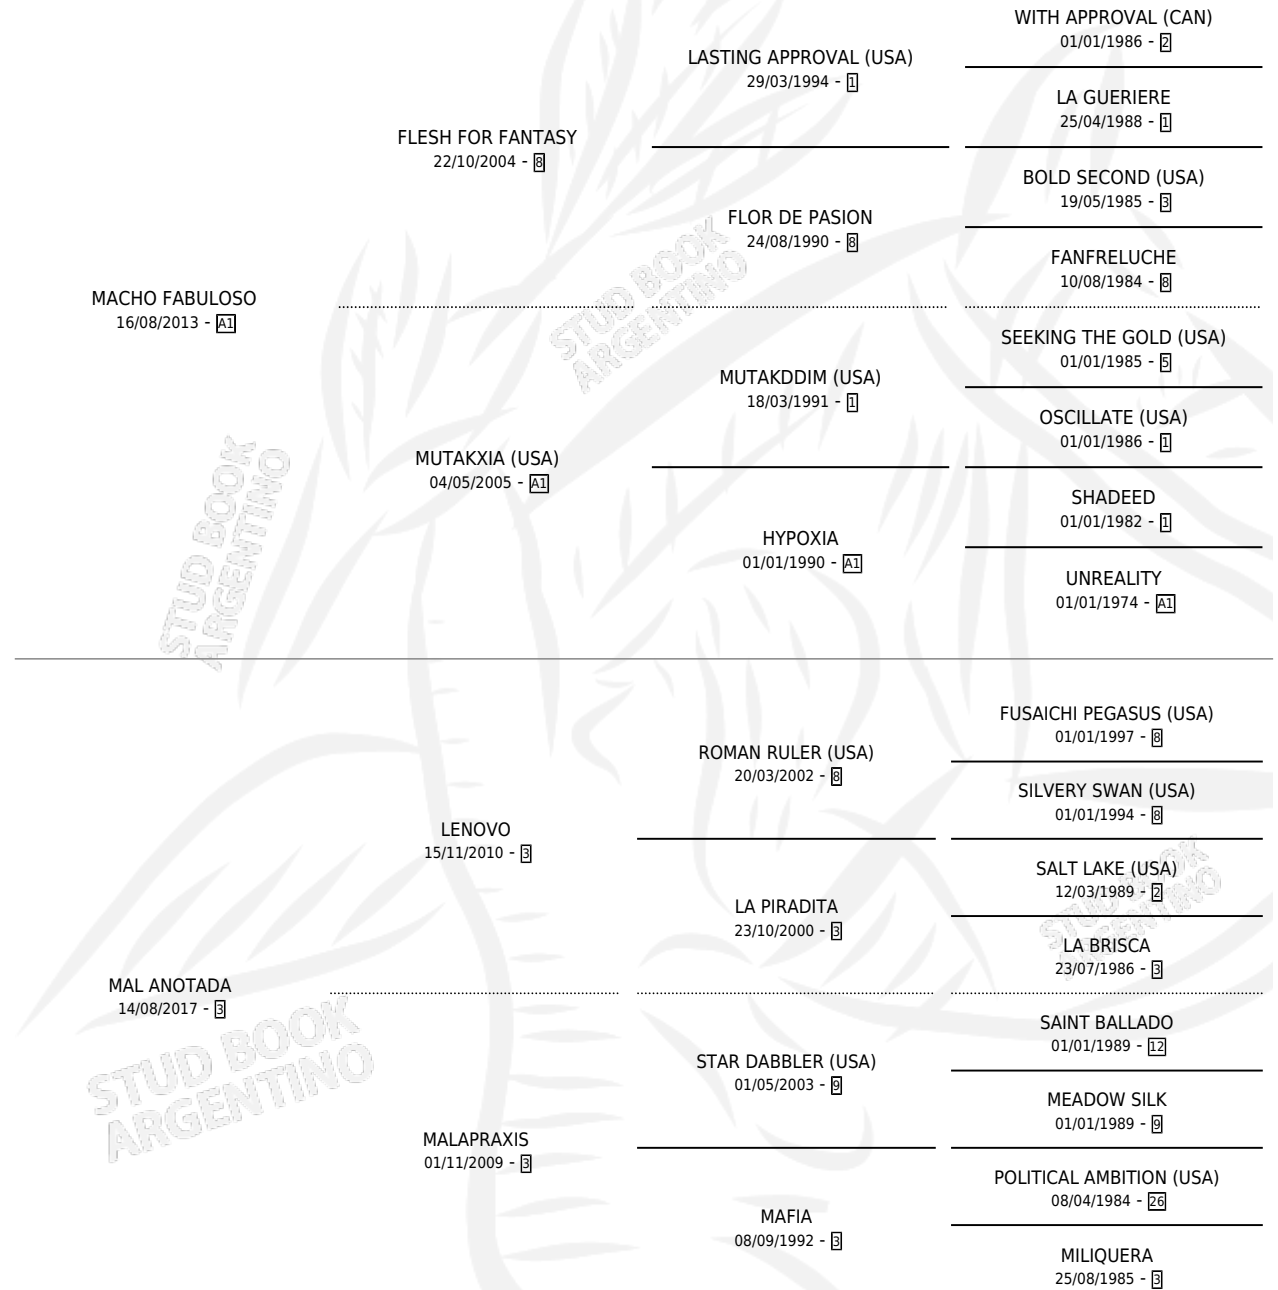 WITH APPROVAL (CAN)
01/01/1986 - 2
LASTING APPROVAL (USA)
29/03/1994 - 1
LA GUERIERE
25/04/1988 - 1
FLESH FOR FANTASY
22/10/2004 - 8
BOLD SECOND (USA)
19/05/1985 - 3
FLOR DE PASION
24/08/1990 - 8
FANFRELUCHE
10/08/1984 - 8
MACHO FABULOSO
16/08/2013 - A1
STUD BOOK
ARGENTINO
SEEKING THE GOLD (USA)
01/01/1985 - 5
MUTAKDDIM (USA)
18/03/1991 - 1
OSCILLATE (USA)
01/01/1986 - 1
MUTAKXIA (USA)
04/05/2005 - A1
SHADEED
01/01/1982 - 1
HYPOXIA
01/01/1990 - A1
UNREALITY
01/01/1974 - A1
STUD BOOK
ARGENTINO
FUSAICHI PEGASUS (USA)
01/01/1997 - 8
ROMAN RULER (USA)
20/03/2002 - 8
SILVERY SWAN (USA)
01/01/1994 - 8
LENOVO
15/11/2010 - 3
SALT LAKE (USA)
12/03/1989 - 2
LA PIRADITA
23/10/2000 - 3
STUD BOOK
ARGENTINO
LA BRISCA
23/07/1986 - 3
MAL ANOTADA
14/08/2017 - 3
SAINT BALLADO
01/01/1989 - 12
STAR DABBLER (USA)
01/05/2003 - 9
MEADOW SILK
01/01/1989 - 9
STUD BOOK
ARGENTINO
MALAPRAXIS
01/11/2009 - 3
POLITICAL AMBITION (USA)
08/04/1984 - 26
MAFIA
08/09/1992 - 3
MILIQUERA
25/08/1985 - 3